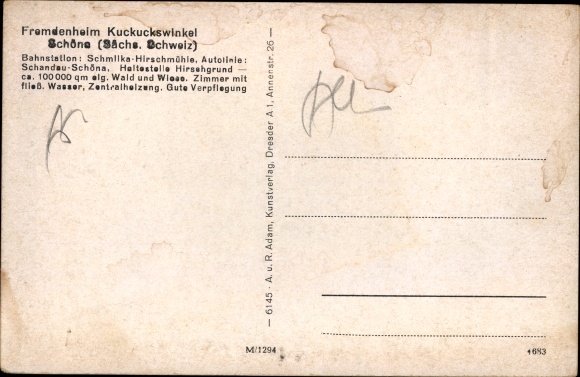 Fremdenheim Kuckuckswinkel
Schöna (Sächs. Schweiz)
Bahnstation: Schmilka-Hirschmühle, Autolinie:
Schandau-Schöna, Haltestelle Hirschgrund —
ca. 100 000 qm eig. Wald und Wiese. Zimmer mit
fließ. Wasser, Zentralheizung. Gute Verpflegung
— 6145 · A. u. R. Adam, Kunstverlag, Dresden A 1, Annenstr. 26 —
M/1294
4683